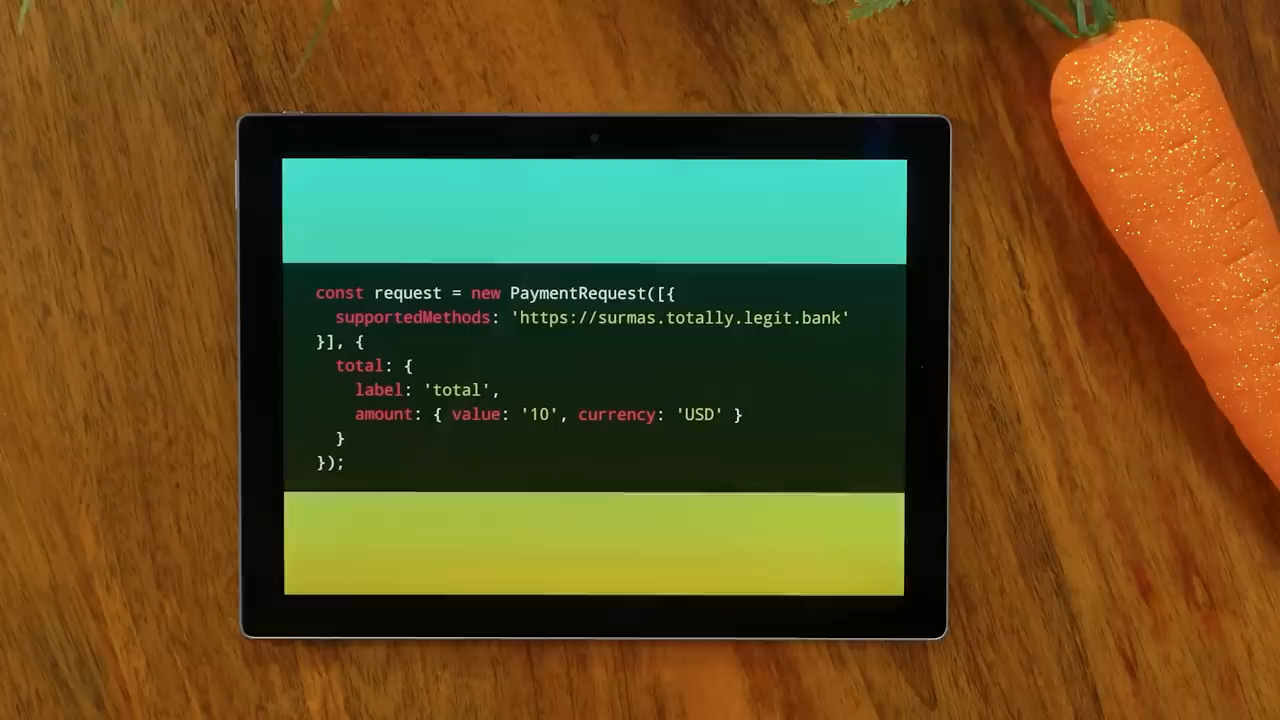 const request = new PaymentRequest([{
  supportedMethods: 'https://surmas.totally.legit.bank'
}], {
  total: {
    label: 'total',
    amount: { value: '10', currency: 'USD' }
  }
});